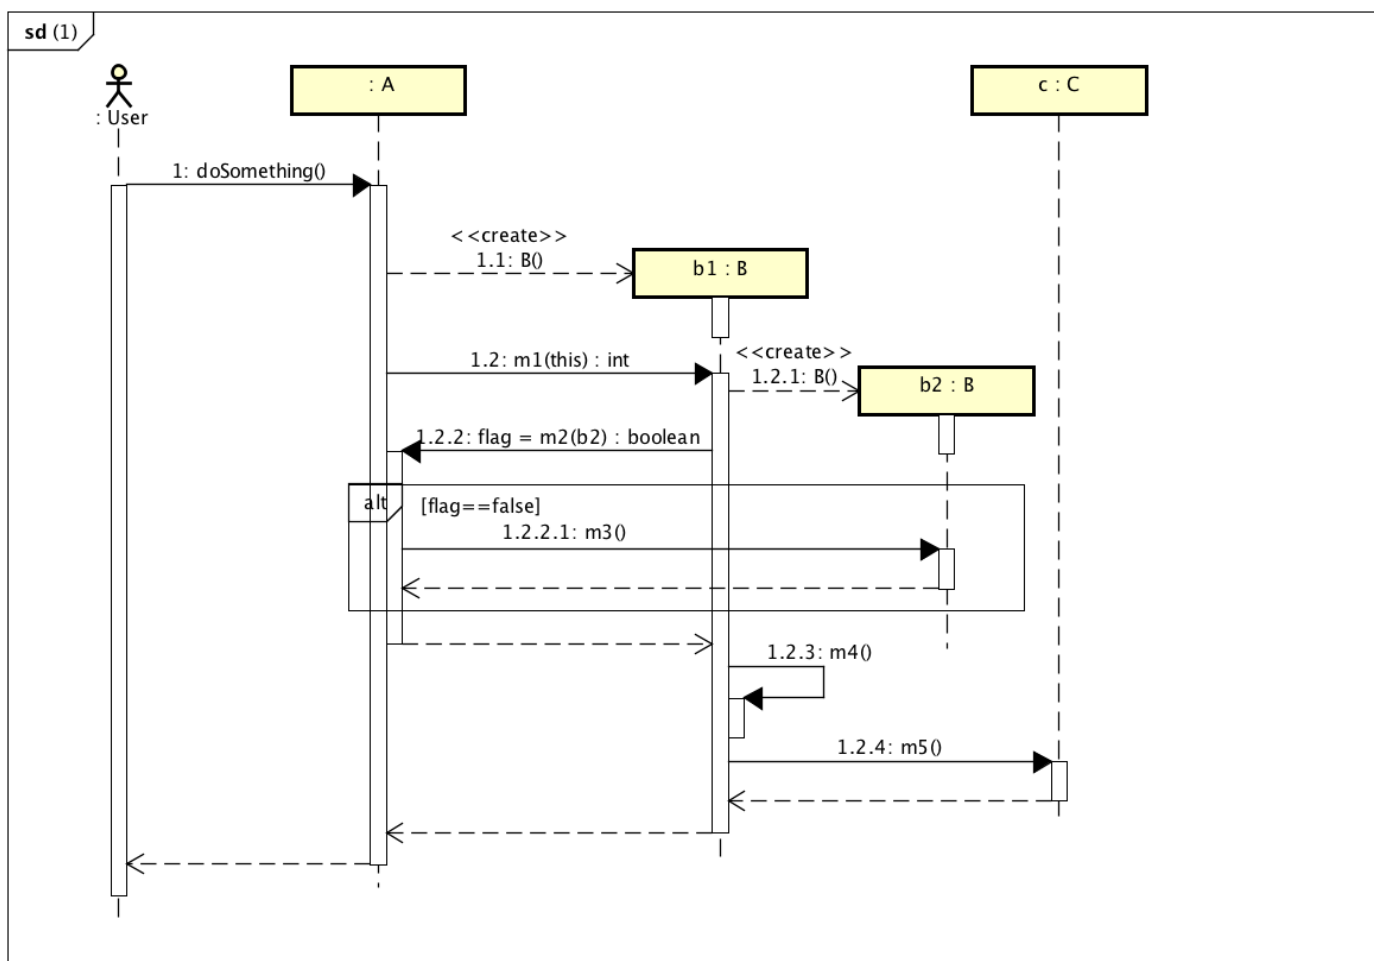 sd (1)
: User
: A
c : C
1: doSomething()
<<create>>
1.1: B()
b1 : B
1.2: m1(this) : int
<<create>>
1.2.1: B()
b2 : B
1.2.2: flag = m2(b2) : boolean
alt
[flag==false]
1.2.2.1: m3()
1.2.3: m4()
1.2.4: m5()